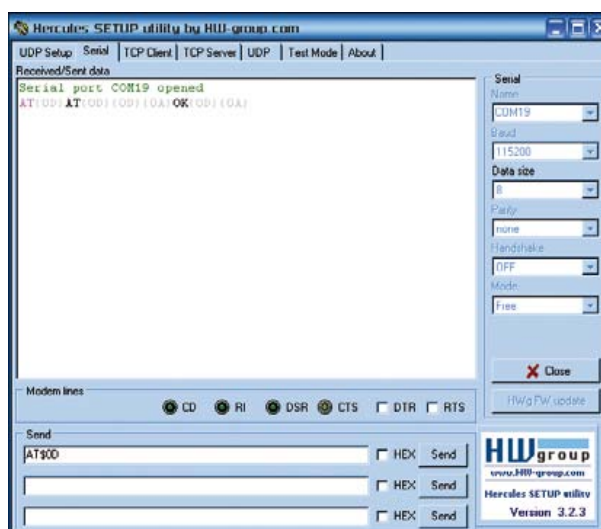 Hercules SETUP utility by HW-group.com
UDP Setup Serial TCP Client TCP Server UDP Test Mode About
Received/Sent data
Serial port COM19 opened
AT{0D}AT{0D}{0D}{0A}OK{0D}{0A}
Serial
Name
COM19
Baud
115200
Data size
8
Parity
none
Handshake
OFF
Mode
Free
Close
HWg FW update
Modem lines
CD RI DSR CTS DTR RTS
Send
AT$0D HEX Send
HEX Send
HEX Send
HWgroup
www.HW-group.com
Hercules SETUP utility
Version 3.2.3